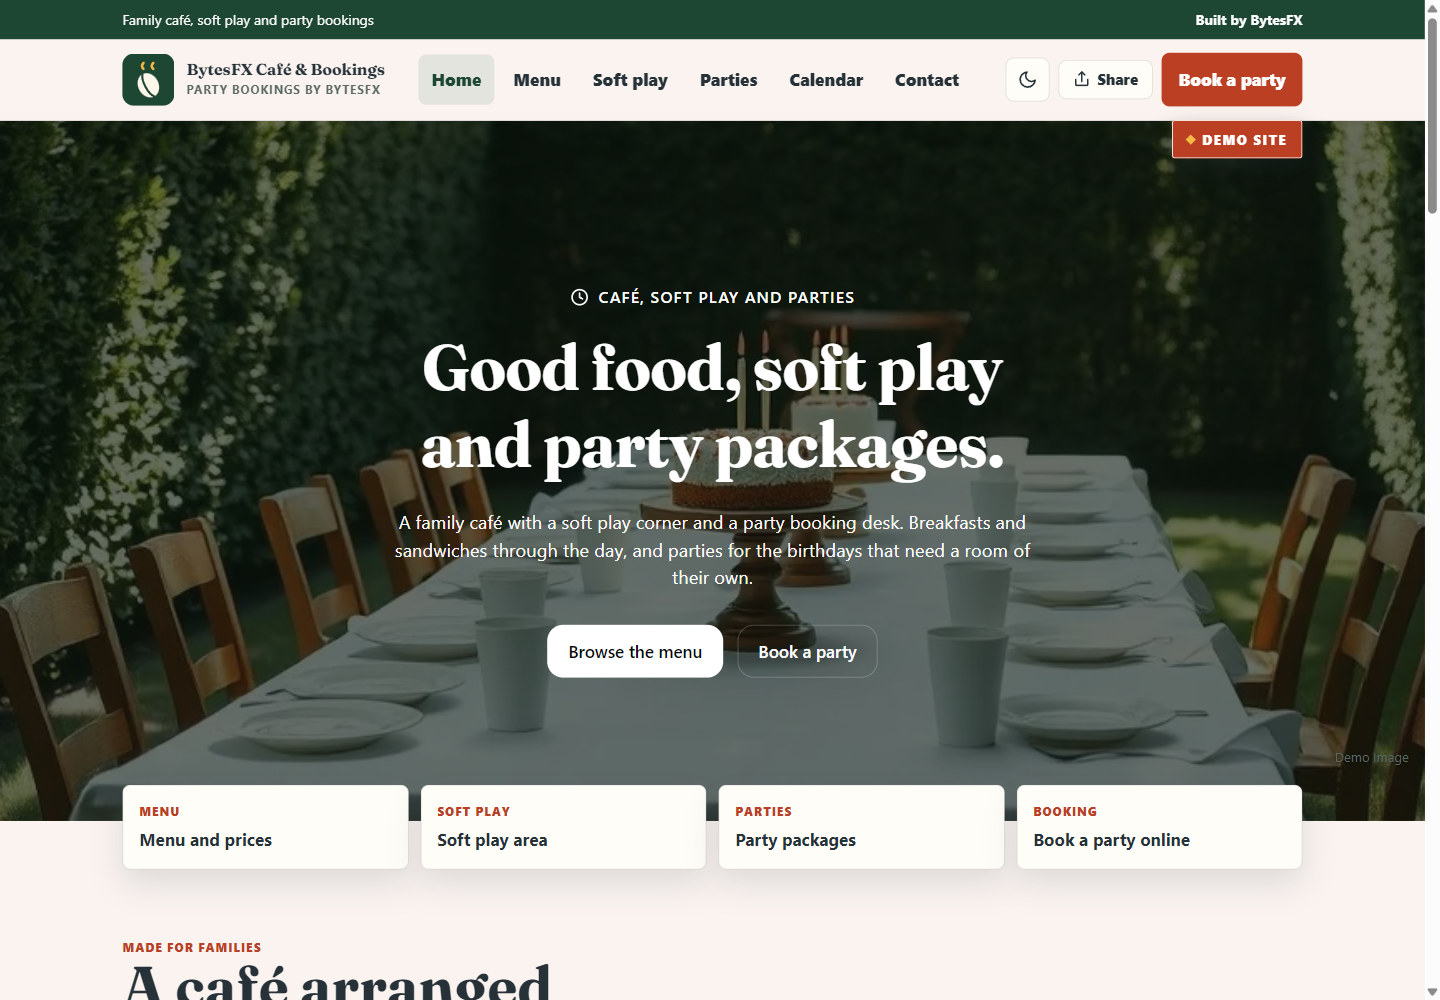 Family café, soft play and party bookings
Built by BytesFX
BytesFX Café & Bookings
PARTY BOOKINGS BY BYTESFX
Home
Menu
Soft play
Parties
Calendar
Contact
Share
Book a party
DEMO SITE
CAFÉ, SOFT PLAY AND PARTIES
Good food, soft play
and party packages.
A family café with a soft play corner and a party booking desk. Breakfasts and
sandwiches through the day, and parties for the birthdays that need a room of
their own.
Browse the menu
Book a party
Demo Image
MENU
Menu and prices
SOFT PLAY
Soft play area
PARTIES
Party packages
BOOKING
Book a party online
MADE FOR FAMILIES
A café arranged